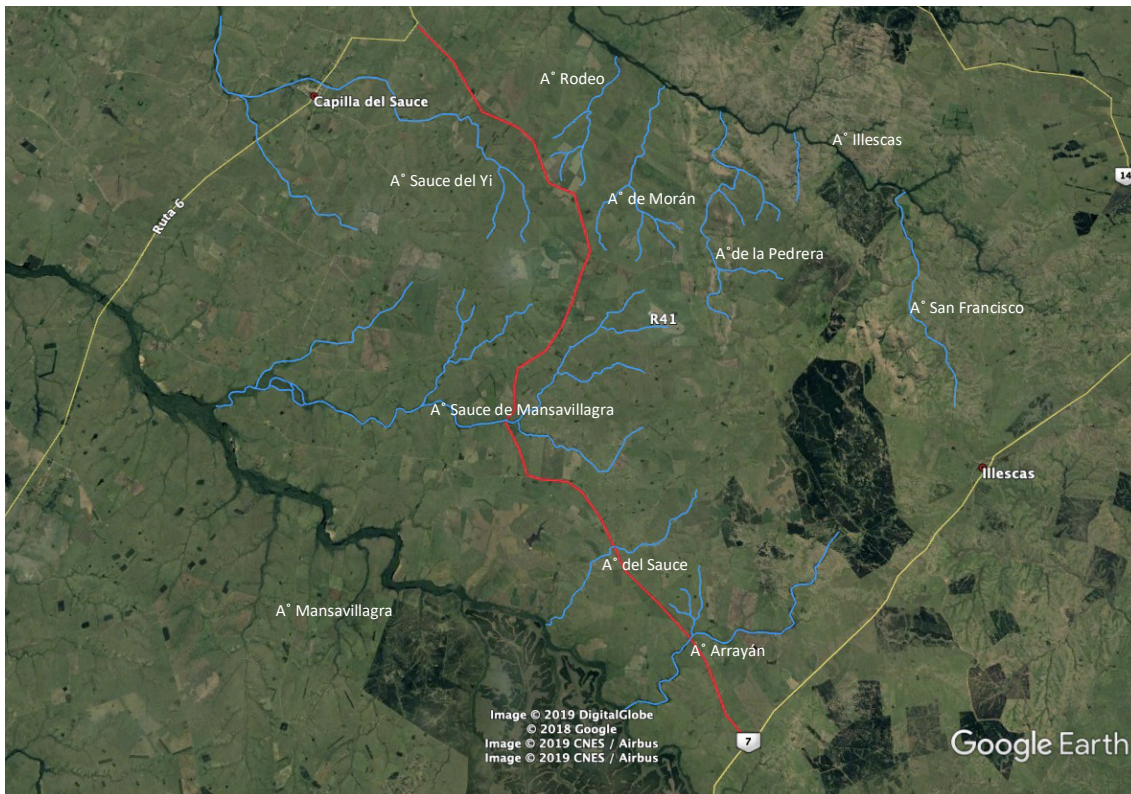 A° Rodeo
Capilla del Sauce
A° Illescas
14
A° Sauce del Yi
A° de Morán
Ruta 6
A°de la Pedrera
A° San Francisco
R41
A° Sauce de Mansavillagra
Illescas
A° del Sauce
A° Mansavillagra
A° Arrayán
Image © 2019 DigitalGlobe
© 2018 Google
Image © 2019 CNES / Airbus
Image © 2019 CNES / Airbus
7
Google Earth